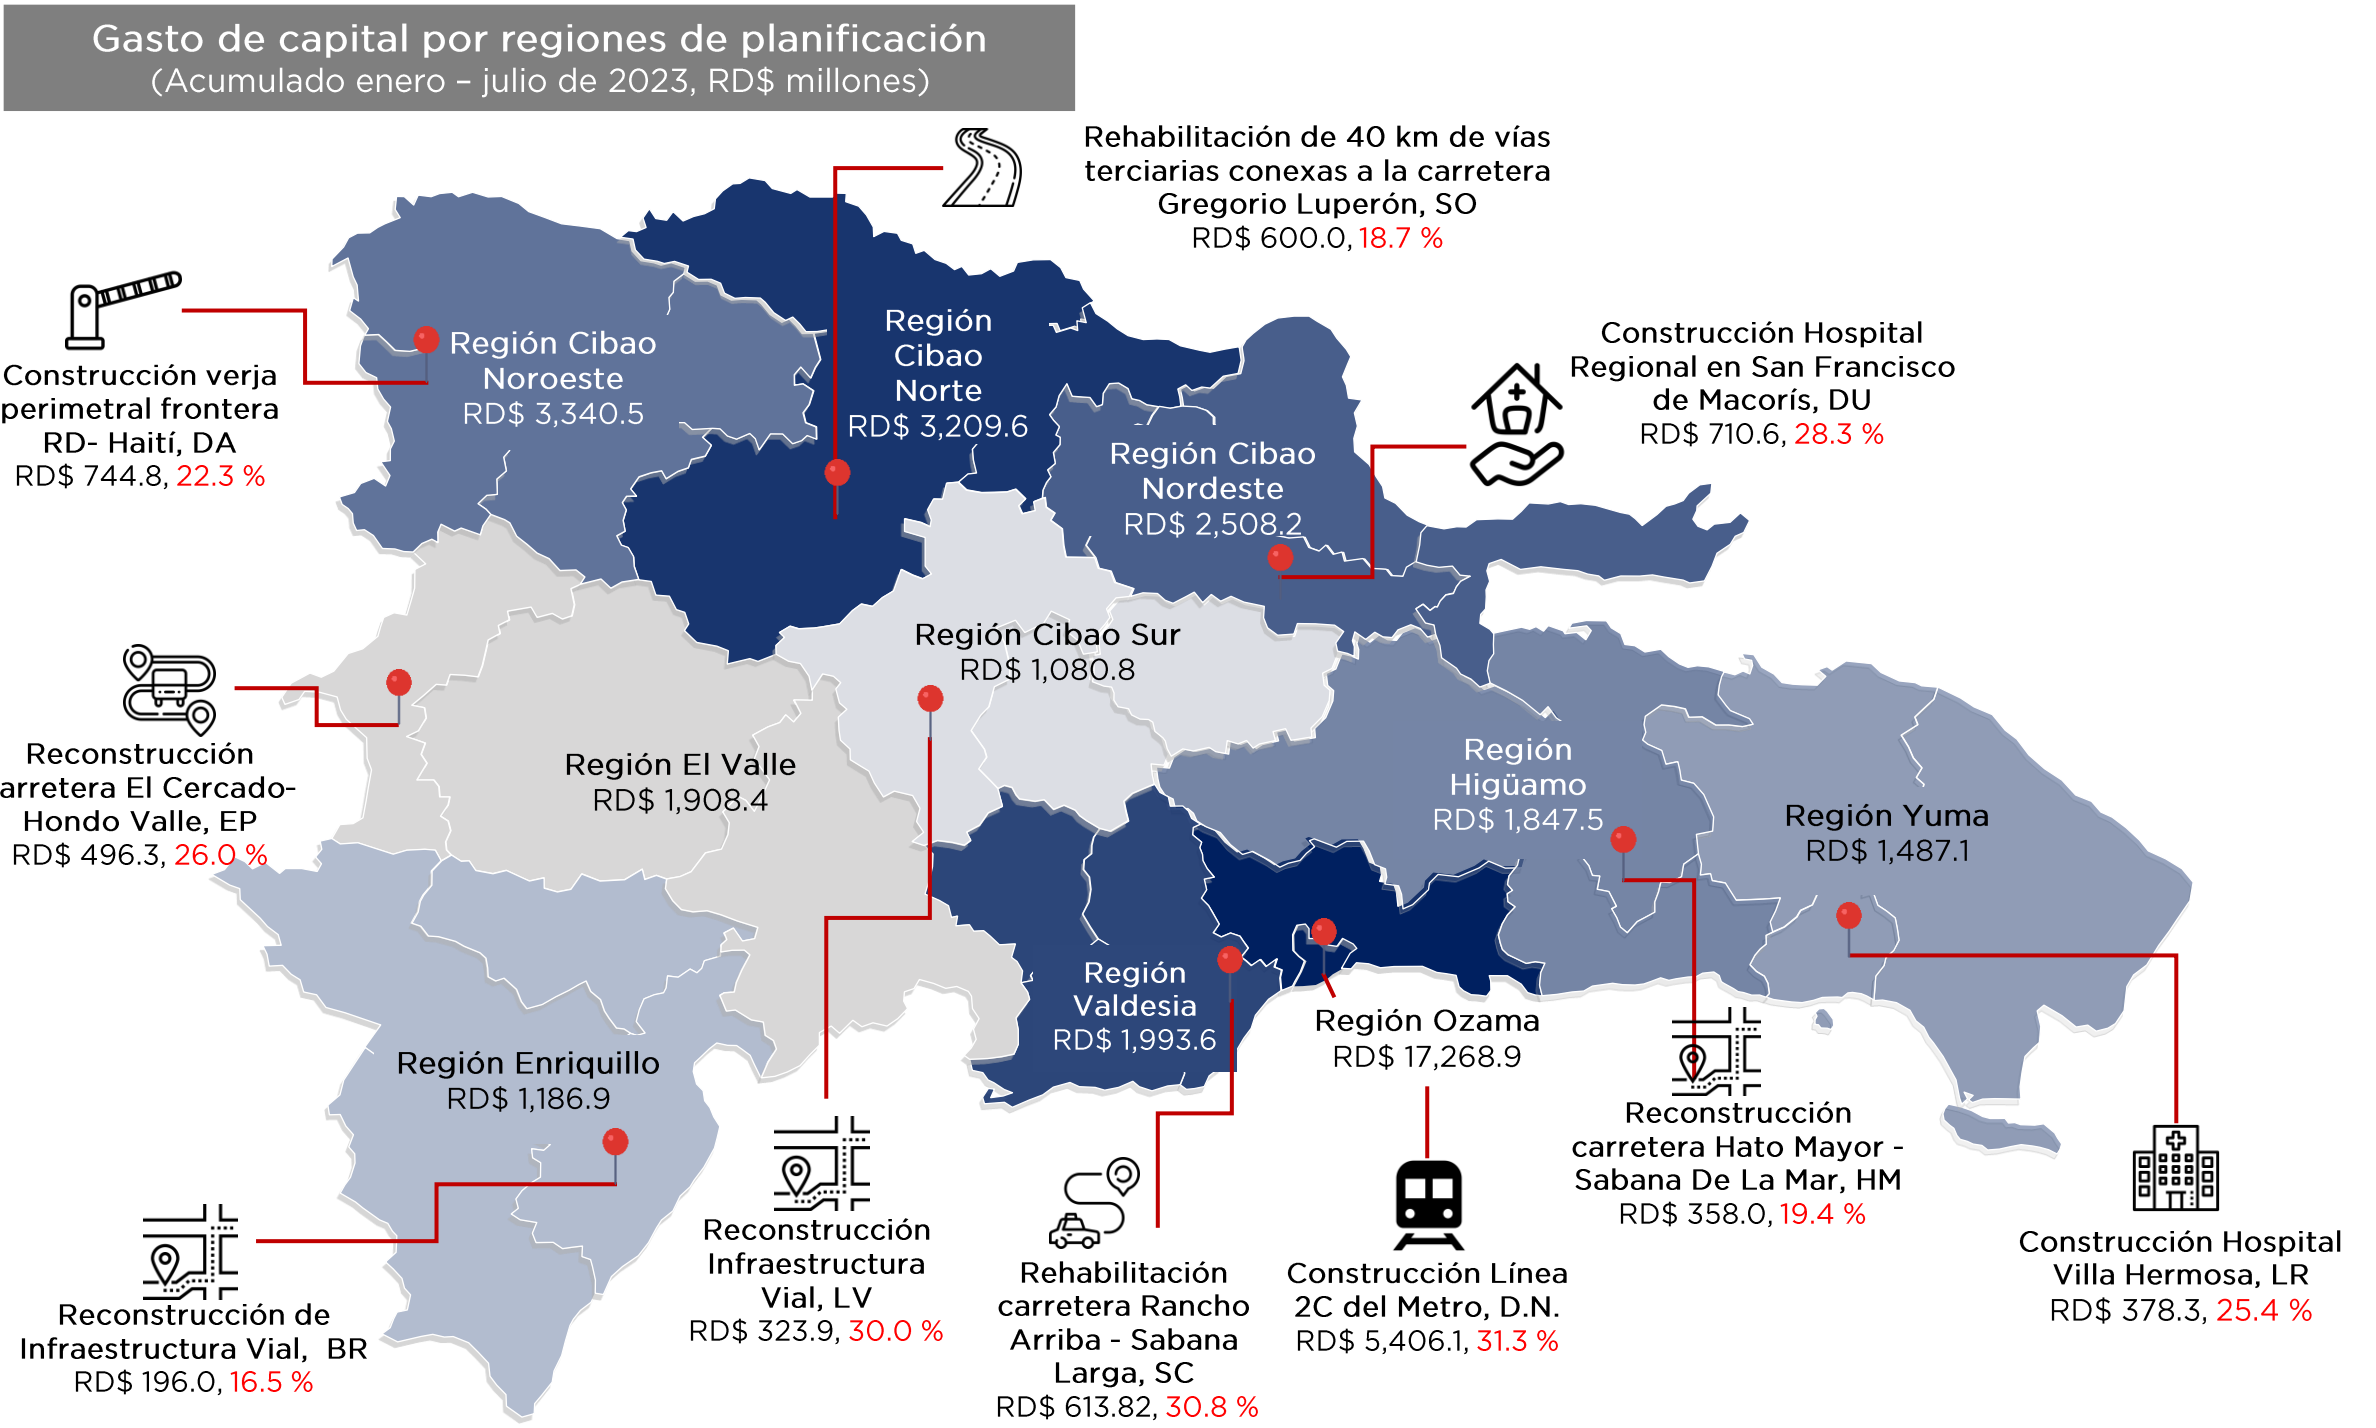 Gasto de capital por regiones de planificación
(Acumulado enero – julio de 2023, RD$ millones)
Rehabilitación de 40 km de vías
terciarias conexas a la carretera
Gregorio Luperón, SO
RD$ 600.0, 18.7 %
Construcción verja
perimetral frontera
RD- Haití, DA
RD$ 744.8, 22.3 %
Región Cibao
Noroeste
RD$ 3,340.5
Región
Cibao
Norte
RD$ 3,209.6
Región Cibao
Nordeste
RD$ 2,508.2
Construcción Hospital
Regional en San Francisco
de Macorís, DU
RD$ 710.6, 28.3 %
Región Cibao Sur
RD$ 1,080.8
Reconstrucción
arretera El Cercado-
Hondo Valle, EP
RD$ 496.3, 26.0 %
Región El Valle
RD$ 1,908.4
Región
Higüamo
RD$ 1,847.5
Región Yuma
RD$ 1,487.1
Región
Valdesia
RD$ 1,993.6
Región Ozama
RD$ 17,268.9
Región Enriquillo
RD$ 1,186.9
Reconstrucción de
Infraestructura Vial,  BR
RD$ 196.0, 16.5 %
Reconstrucción
Infraestructura
Vial, LV
RD$ 323.9, 30.0 %
Rehabilitación
carretera Rancho
Arriba - Sabana
Larga, SC
RD$ 613.82, 30.8 %
Construcción Línea
2C del Metro, D.N.
RD$ 5,406.1, 31.3 %
Reconstrucción
carretera Hato Mayor -
Sabana De La Mar, HM
RD$ 358.0, 19.4 %
Construcción Hospital
Villa Hermosa, LR
RD$ 378.3, 25.4 %